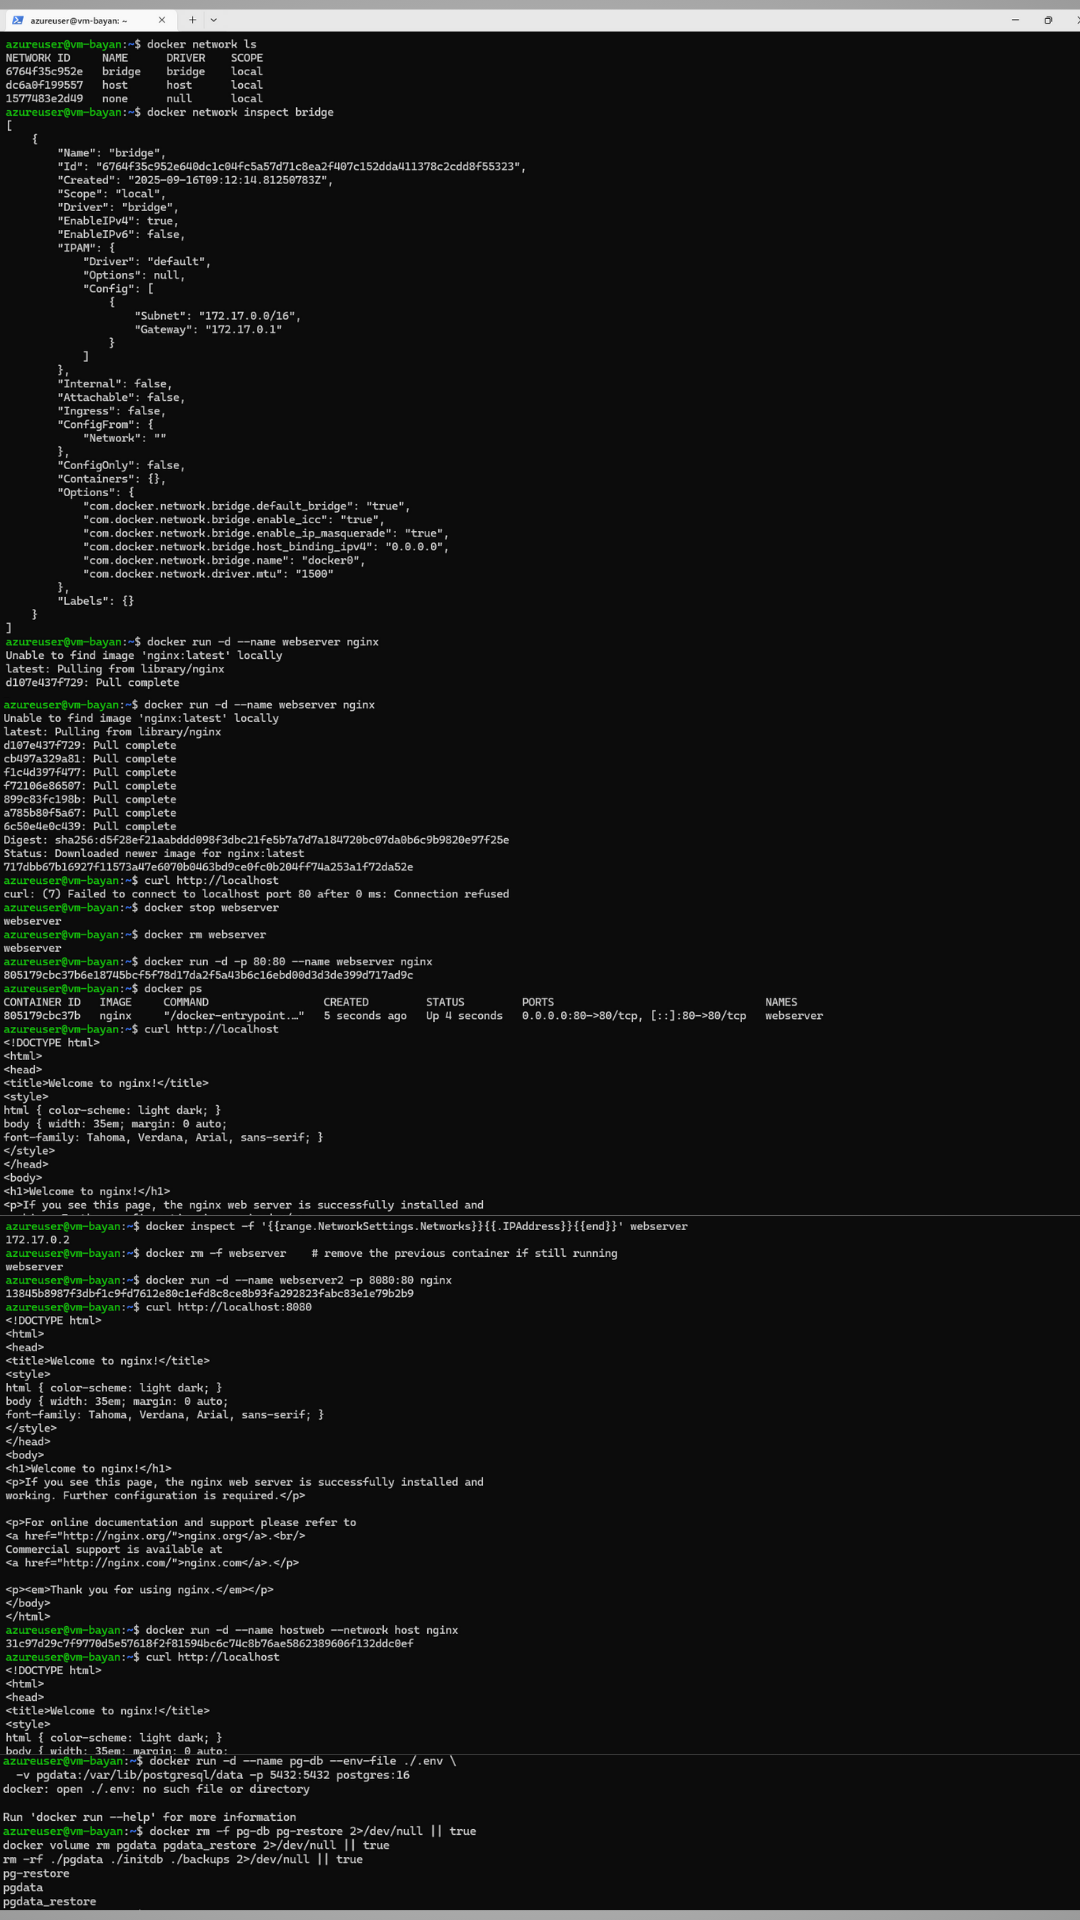 azureuser@vm-bayan: ~
azureuser@vm-bayan:~$ docker network ls
NETWORK ID     NAME      DRIVER    SCOPE
6764f35c952e   bridge    bridge    local
dc6a0f199557   host      host      local
1577483e2d49   none      null      local
azureuser@vm-bayan:~$ docker network inspect bridge
[
    {
        "Name": "bridge",
        "Id": "6764f35c952e640dc1c04fc5a57d71c8ea2f407c152dda411378c2cdd8f55323",
        "Created": "2025-09-16T09:12:14.81250783Z",
        "Scope": "local",
        "Driver": "bridge",
        "EnableIPv4": true,
        "EnableIPv6": false,
        "IPAM": {
            "Driver": "default",
            "Options": null,
            "Config": [
                {
                    "Subnet": "172.17.0.0/16",
                    "Gateway": "172.17.0.1"
                }
            ]
        },
        "Internal": false,
        "Attachable": false,
        "Ingress": false,
        "ConfigFrom": {
            "Network": ""
        },
        "ConfigOnly": false,
        "Containers": {},
        "Options": {
            "com.docker.network.bridge.default_bridge": "true",
            "com.docker.network.bridge.enable_icc": "true",
            "com.docker.network.bridge.enable_ip_masquerade": "true",
            "com.docker.network.bridge.host_binding_ipv4": "0.0.0.0",
            "com.docker.network.bridge.name": "docker0",
            "com.docker.network.driver.mtu": "1500"
        },
        "Labels": {}
    }
]
azureuser@vm-bayan:~$ docker run -d --name webserver nginx
Unable to find image 'nginx:latest' locally
latest: Pulling from library/nginx
d107e437f729: Pull complete
azureuser@vm-bayan:~$ docker run -d --name webserver nginx
Unable to find image 'nginx:latest' locally
latest: Pulling from library/nginx
d107e437f729: Pull complete
cb497a329a81: Pull complete
f1c4d397f477: Pull complete
f72106e86507: Pull complete
899c83fc198b: Pull complete
a785b80f5a67: Pull complete
6c50e4e0c439: Pull complete
Digest: sha256:d5f28ef21aabddd098f3dbc21fe5b7a7d7a184720bc07da0b6c9b9820e97f25e
Status: Downloaded newer image for nginx:latest
717dbb67b16927f11573a47e6070b0463bd9ce0fc0b204ff74a253a1f72da52e
azureuser@vm-bayan:~$ curl http://localhost
curl: (7) Failed to connect to localhost port 80 after 0 ms: Connection refused
azureuser@vm-bayan:~$ docker stop webserver
webserver
azureuser@vm-bayan:~$ docker rm webserver
webserver
azureuser@vm-bayan:~$ docker run -d -p 80:80 --name webserver nginx
805179cbc37b6e18745bcf5f78d17da2f5a43b6c16ebd00d3d3de399d717ad9c
azureuser@vm-bayan:~$ docker ps
CONTAINER ID   IMAGE     COMMAND                  CREATED         STATUS         PORTS                                 NAMES
805179cbc37b   nginx     "/docker-entrypoint.…"   5 seconds ago   Up 4 seconds   0.0.0.0:80->80/tcp, [::]:80->80/tcp   webserver
azureuser@vm-bayan:~$ curl http://localhost
<!DOCTYPE html>
<html>
<head>
<title>Welcome to nginx!</title>
<style>
html { color-scheme: light dark; }
body { width: 35em; margin: 0 auto;
font-family: Tahoma, Verdana, Arial, sans-serif; }
</style>
</head>
<body>
<h1>Welcome to nginx!</h1>
<p>If you see this page, the nginx web server is successfully installed and
azureuser@vm-bayan:~$ docker inspect -f '{{range.NetworkSettings.Networks}}{{.IPAddress}}{{end}}' webserver
172.17.0.2
azureuser@vm-bayan:~$ docker rm -f webserver    # remove the previous container if still running
webserver
azureuser@vm-bayan:~$ docker run -d --name webserver2 -p 8080:80 nginx
13845b8987f3dbf1c9fd7612e80c1efd8c8ce8b93fa292823fabc83e1e79b2b9
azureuser@vm-bayan:~$ curl http://localhost:8080
<!DOCTYPE html>
<html>
<head>
<title>Welcome to nginx!</title>
<style>
html { color-scheme: light dark; }
body { width: 35em; margin: 0 auto;
font-family: Tahoma, Verdana, Arial, sans-serif; }
</style>
</head>
<body>
<h1>Welcome to nginx!</h1>
<p>If you see this page, the nginx web server is successfully installed and
working. Further configuration is required.</p>
<p>For online documentation and support please refer to
<a href="http://nginx.org/">nginx.org</a>.<br/>
Commercial support is available at
<a href="http://nginx.com/">nginx.com</a>.</p>
<p><em>Thank you for using nginx.</em></p>
</body>
</html>
azureuser@vm-bayan:~$ docker run -d --name hostweb --network host nginx
31c97d29c7f9770d5e57618f2f81594bc6c74c8b76ae5862389606f132ddc0ef
azureuser@vm-bayan:~$ curl http://localhost
<!DOCTYPE html>
<html>
<head>
<title>Welcome to nginx!</title>
<style>
html { color-scheme: light dark; }
body { width: 35em; margin: 0 auto;
azureuser@vm-bayan:~$ docker run -d --name pg-db --env-file ./.env \
  -v pgdata:/var/lib/postgresql/data -p 5432:5432 postgres:16
docker: open ./.env: no such file or directory
Run 'docker run --help' for more information
azureuser@vm-bayan:~$ docker rm -f pg-db pg-restore 2>/dev/null || true
docker volume rm pgdata pgdata_restore 2>/dev/null || true
rm -rf ./pgdata ./initdb ./backups 2>/dev/null || true
pg-restore
pgdata
pgdata_restore